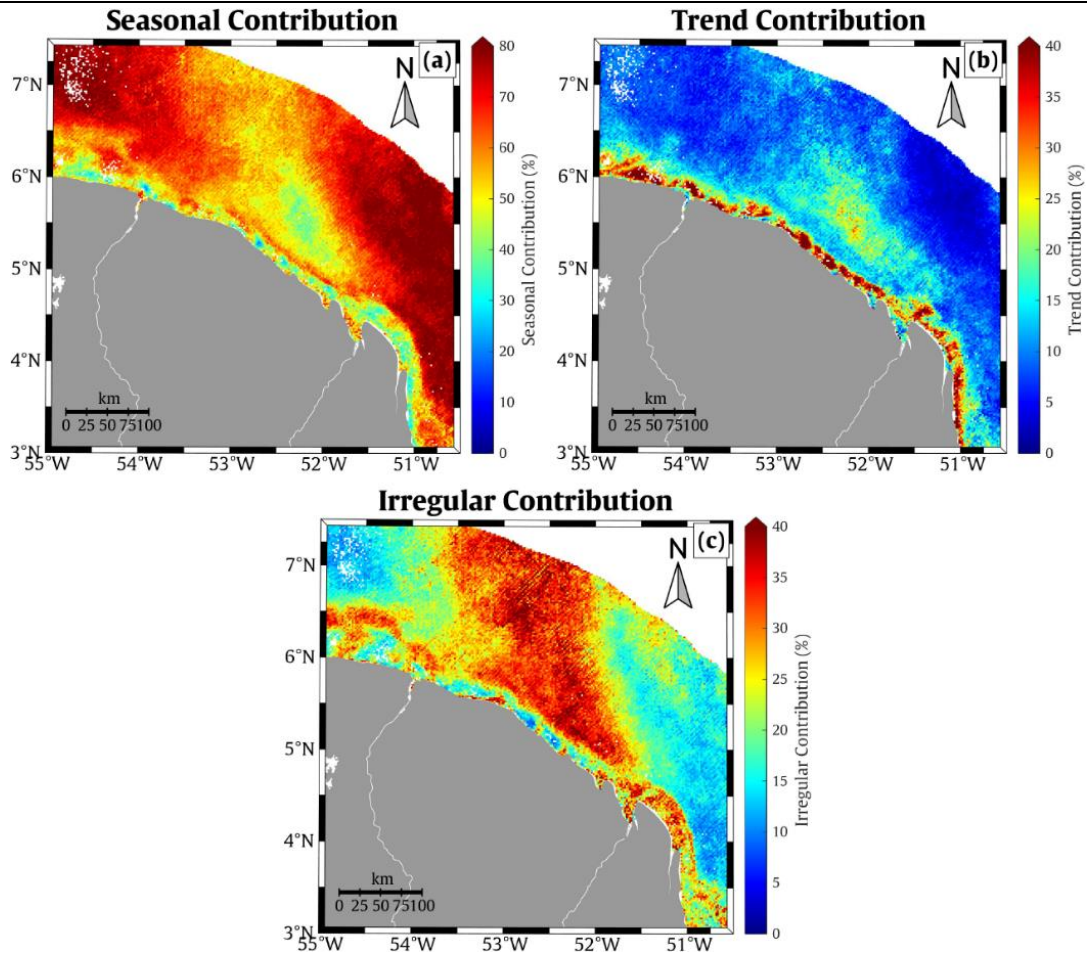 Seasonal Contribution
(a)
N
7°N
6°N
5°N
4°N
3°N
km
0 25 50 75100
55°W 54°W 53°W 52°W 51°W
80
70
60
50
40
30
20
10
0
Seasonal Contribution (%)
Trend Contribution
(b)
N
7°N
6°N
5°N
4°N
3°N
km
0 25 50 75100
55°W 54°W 53°W 52°W 51°W
40
35
30
25
20
15
10
5
0
Trend Contribution (%)
Irregular Contribution
(c)
N
7°N
6°N
5°N
4°N
3°N
km
0 25 50 75100
55°W 54°W 53°W 52°W 51°W
40
35
30
25
20
15
10
5
0
Irregular Contribution (%)